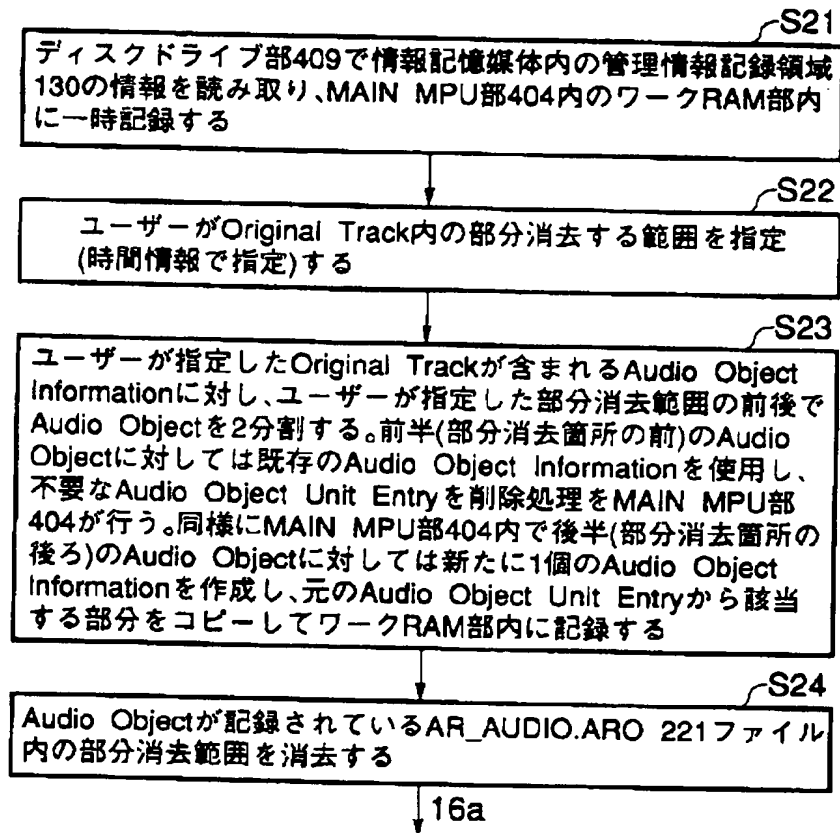 S21
ディスクドライブ部409で情報記憶媒体内の管理情報記録領域
130の情報を読み取り、MAIN MPU部404内のワークRAM部内
に一時記録する
S22
ユーザーがOriginal Track内の部分消去する範囲を指定
(時間情報で指定)する
S23
ユーザーが指定したOriginal Trackが含まれるAudio Object
Informationに対し、ユーザーが指定した部分消去範囲の前後で
Audio Objectを2分割する。前半(部分消去箇所の前)のAudio
Objectに対しては既存のAudio Object Informationを使用し、
不要なAudio Object Unit Entryを削除処理をMAIN MPU部
404が行う。同様にMAIN MPU部404内で後半(部分消去箇所の
後ろ)のAudio Objectに対しては新たに1個のAudio Object
Informationを作成し、元のAudio Object Unit Entryから該当
する部分をコピーしてワークRAM部内に記録する
S24
Audio Objectが記録されているAR_AUDIO.ARO 221ファイル
内の部分消去範囲を消去する
16a